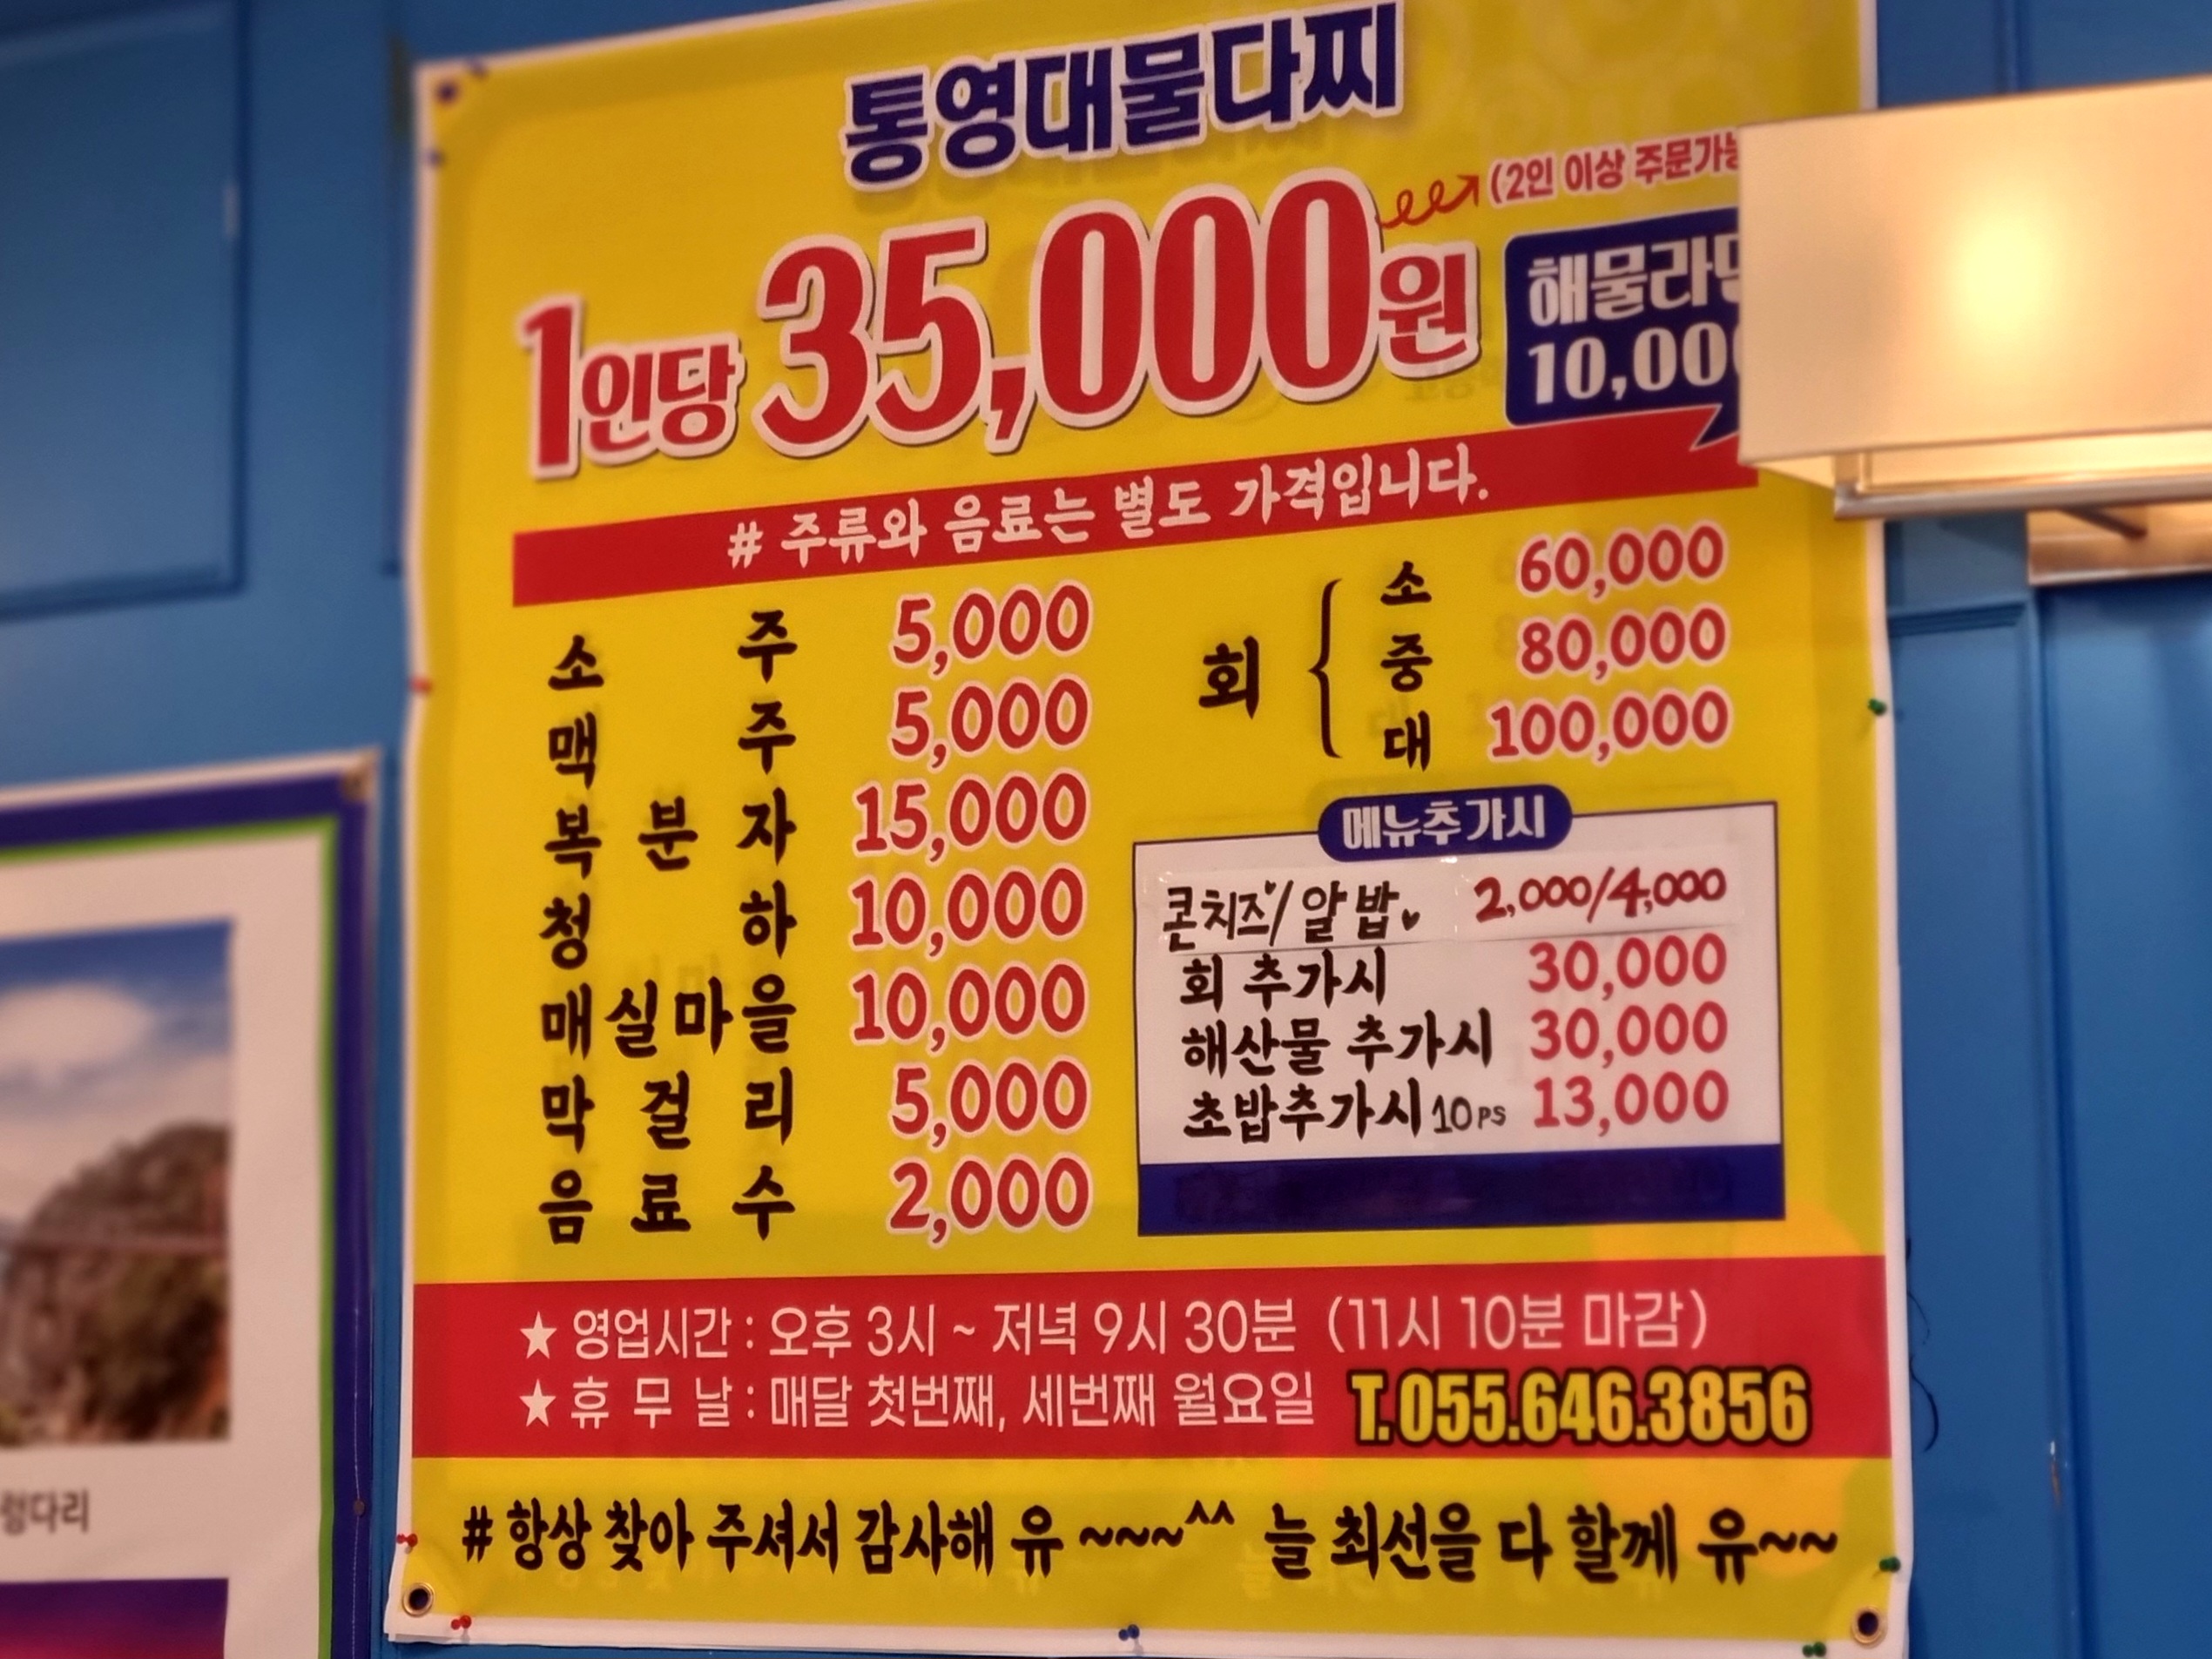 통영대물다찌
(2인 이상 주문가능
1인당 35,000원
해물라면
10,000
# 주류와 음료는 별도 가격입니다.
소주 5,000
맥주 5,000
복분자 15,000
청하 10,000
매실마을 10,000
막걸리 5,000
음료수 2,000
회
소 60,000
중 80,000
대 100,000
메뉴추가시
콘치즈/알밥 2,000/4,000
회 추가시 30,000
해산물 추가시 30,000
초밥추가시 10PS 13,000
★ 영업시간 : 오후 3시 ~ 저녁 9시 30분 (11시 10분 마감)
★ 휴무날 : 매달 첫번째, 세번째 월요일 T.055.646.3856
# 항상 찾아 주셔서 감사해 유 ~~~^^ 늘 최선을 다 할께 유~~
렁다리